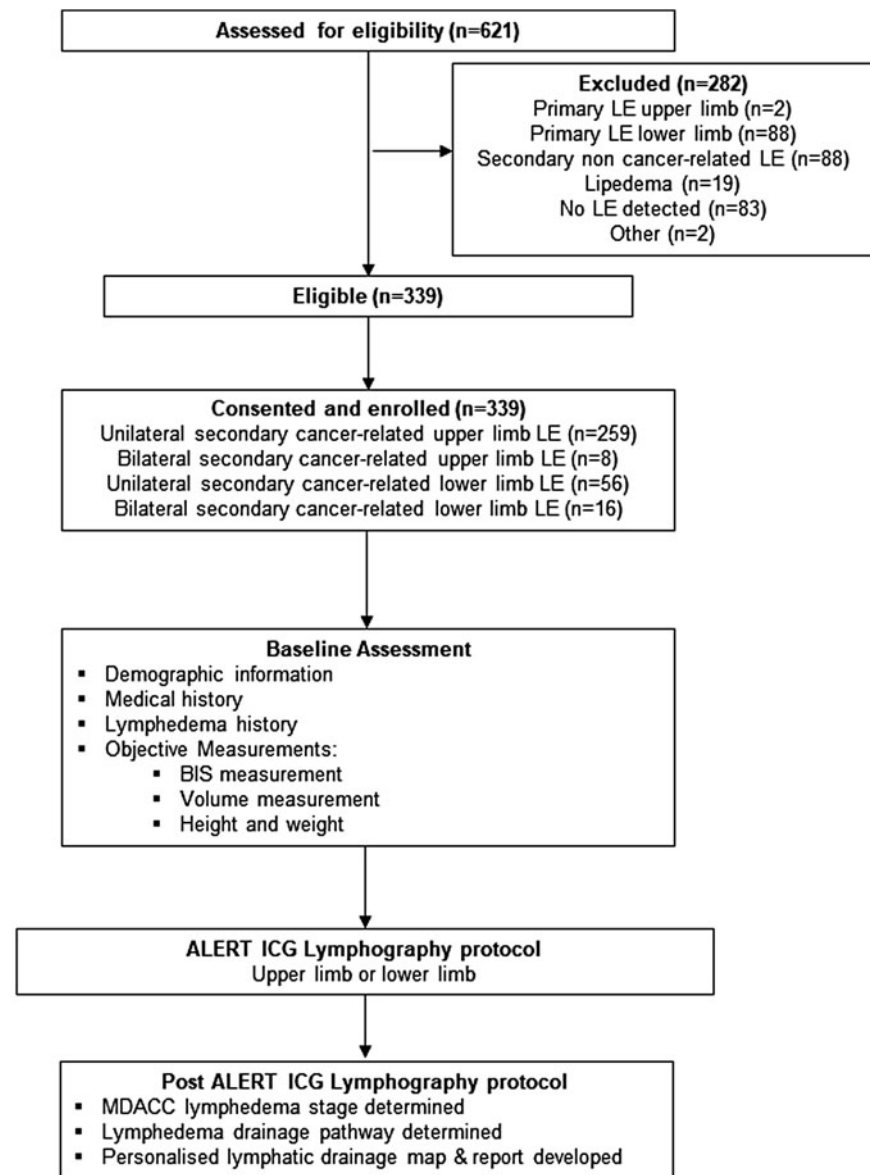 Assessed for eligibility (n=621)
Excluded (n=282)
Primary LE upper limb (n=2)
Primary LE lower limb (n=88)
Secondary non cancer-related LE (n=88)
Lipedema (n=19)
No LE detected (n=83)
Other (n=2)
Eligible (n=339)
Consented and enrolled (n=339)
Unilateral secondary cancer-related upper limb LE (n=259)
Bilateral secondary cancer-related upper limb LE (n=8)
Unilateral secondary cancer-related lower limb LE (n=56)
Bilateral secondary cancer-related lower limb LE (n=16)
Baseline Assessment
▪ Demographic information
▪ Medical history
▪ Lymphedema history
▪ Objective Measurements:
▪ BIS measurement
▪ Volume measurement
▪ Height and weight
ALERT ICG Lymphography protocol
Upper limb or lower limb
Post ALERT ICG Lymphography protocol
▪ MDACC lymphedema stage determined
▪ Lymphedema drainage pathway determined
▪ Personalised lymphatic drainage map & report developed